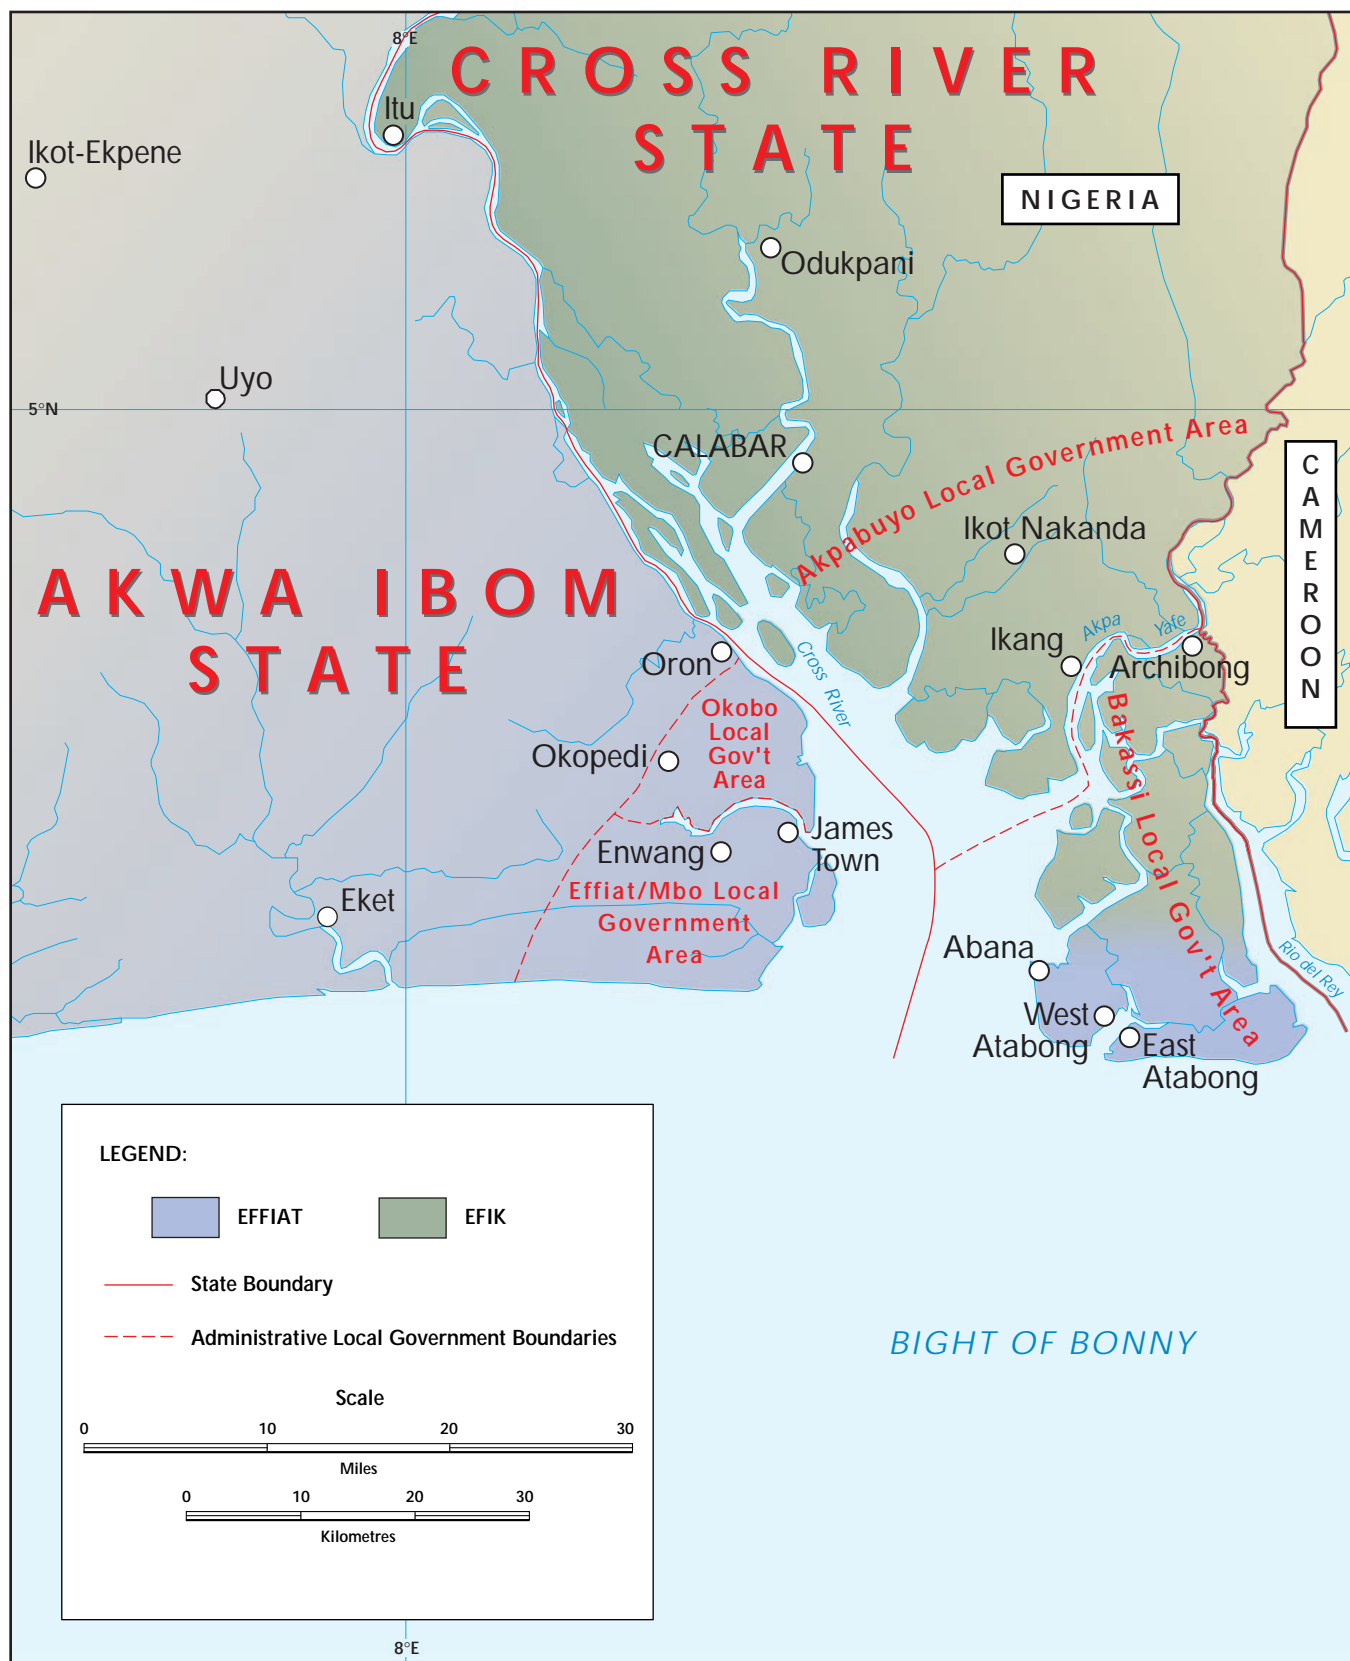 8°E
CROSS RIVER
STATE
Itu
Ikot-Ekpene
NIGERIA
Odukpani
Uyo
5°N
CALABAR
Akpabuyo Local Government Area
CAMEROON
Ikot Nakanda
AKWA IBOM
STATE
Akpa Yafe
Ikang
Archibong
Oron
Cross River
Okobo
Local
Gov't
Area
Okopedi
Bakassi Local Gov't Area
James
Town
Enwang
Effiat/Mbo Local
Government
Area
Eket
Abana
Rio del Rey
West
Atabong
East
Atabong
LEGEND:
EFFIAT
EFIK
State Boundary
Administrative Local Government Boundaries
BIGHT OF BONNY
Scale
0 10 20 30
Miles
0 10 20 30
Kilometres
8°E